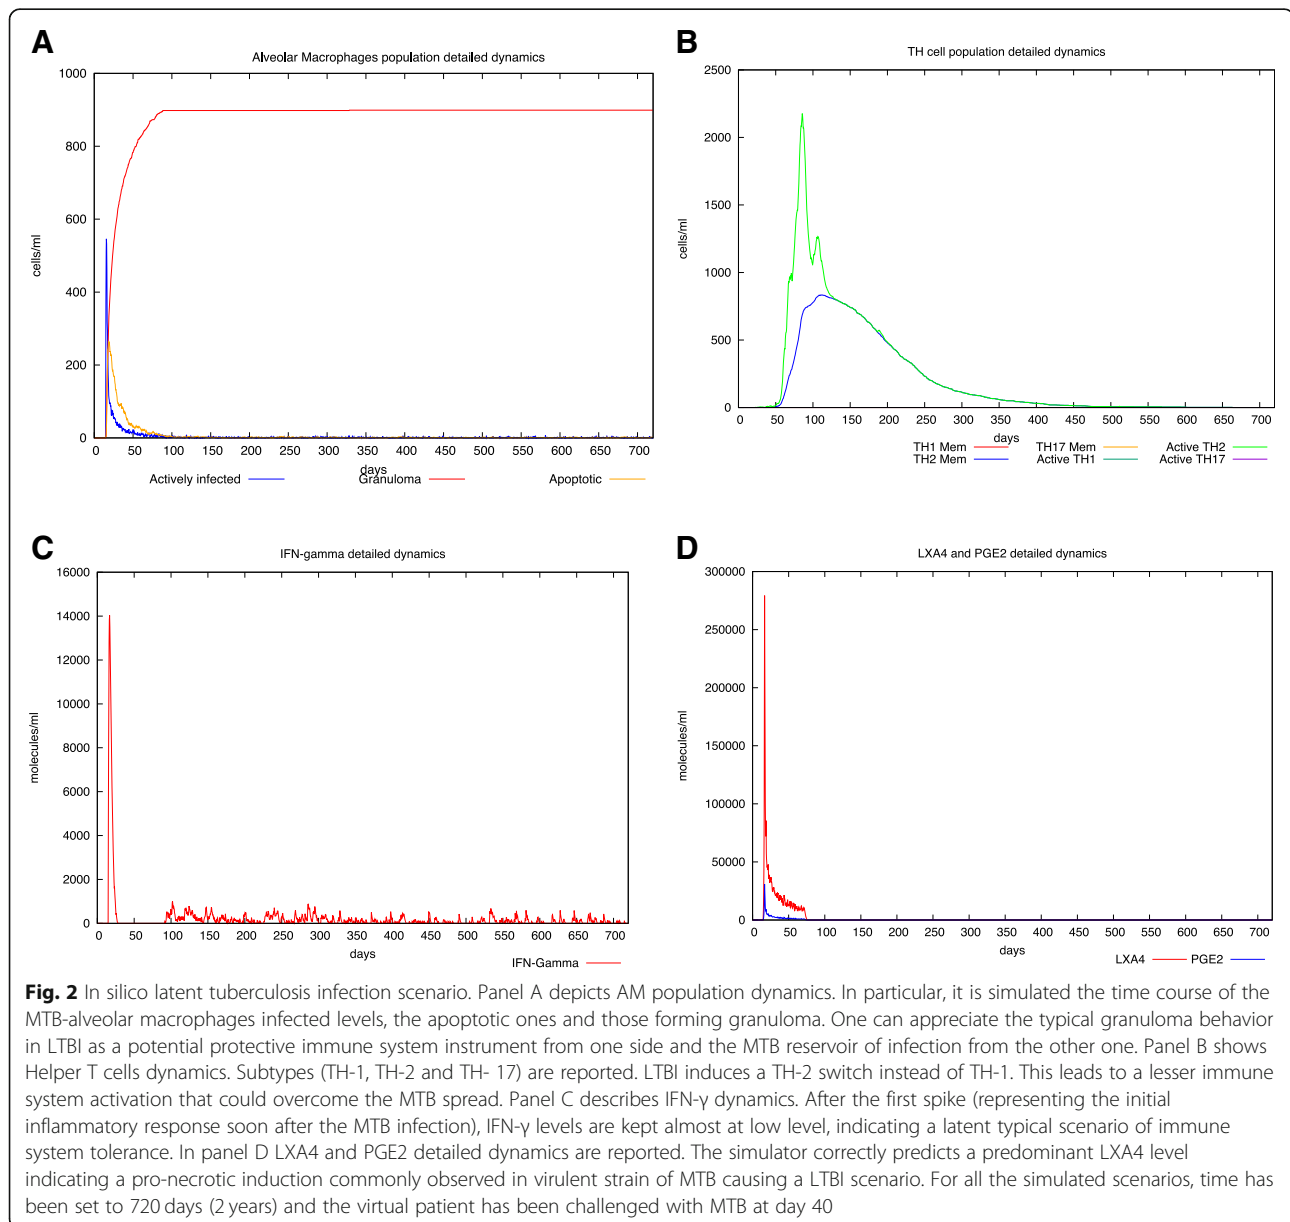 A
Alveolar Macrophages population detailed dynamics
1000
800
600
400
200
0
cells/ml
0 50 100 150 200 250 300 350 400 450 500 550 600 650 700
days
Actively infected
Granuloma
Apoptotic
B
TH cell population detailed dynamics
2500
2000
1500
1000
500
0
cells/ml
0 50 100 150 200 250 300 350 400 450 500 550 600 650 700
days
TH1 Mem
TH2 Mem
TH17 Mem
Active TH1
Active TH2
Active TH17
C
IFN-gamma detailed dynamics
16000
14000
12000
10000
8000
6000
4000
2000
0
molecules/ml
0 50 100 150 200 250 300 350 400 450 500 550 600 650 700
days
IFN-Gamma
D
LXA4 and PGE2 detailed dynamics
300000
250000
200000
150000
100000
50000
0
molecules/ml
0 50 100 150 200 250 300 350 400 450 500 550 600 650 700
days
LXA4
PGE2
Fig. 2 In silico latent tuberculosis infection scenario. Panel A depicts AM population dynamics. In particular, it is simulated the time course of the
MTB-alveolar macrophages infected levels, the apoptotic ones and those forming granuloma. One can appreciate the typical granuloma behavior
in LTBI as a potential protective immune system instrument from one side and the MTB reservoir of infection from the other one. Panel B shows
Helper T cells dynamics. Subtypes (TH-1, TH-2 and TH- 17) are reported. LTBI induces a TH-2 switch instead of TH-1. This leads to a lesser immune
system activation that could overcome the MTB spread. Panel C describes IFN-γ dynamics. After the first spike (representing the initial
inflammatory response soon after the MTB infection), IFN-γ levels are kept almost at low level, indicating a latent typical scenario of immune
system tolerance. In panel D LXA4 and PGE2 detailed dynamics are reported. The simulator correctly predicts a predominant LXA4 level
indicating a pro-necrotic induction commonly observed in virulent strain of MTB causing a LTBI scenario. For all the simulated scenarios, time has
been set to 720 days (2 years) and the virtual patient has been challenged with MTB at day 40